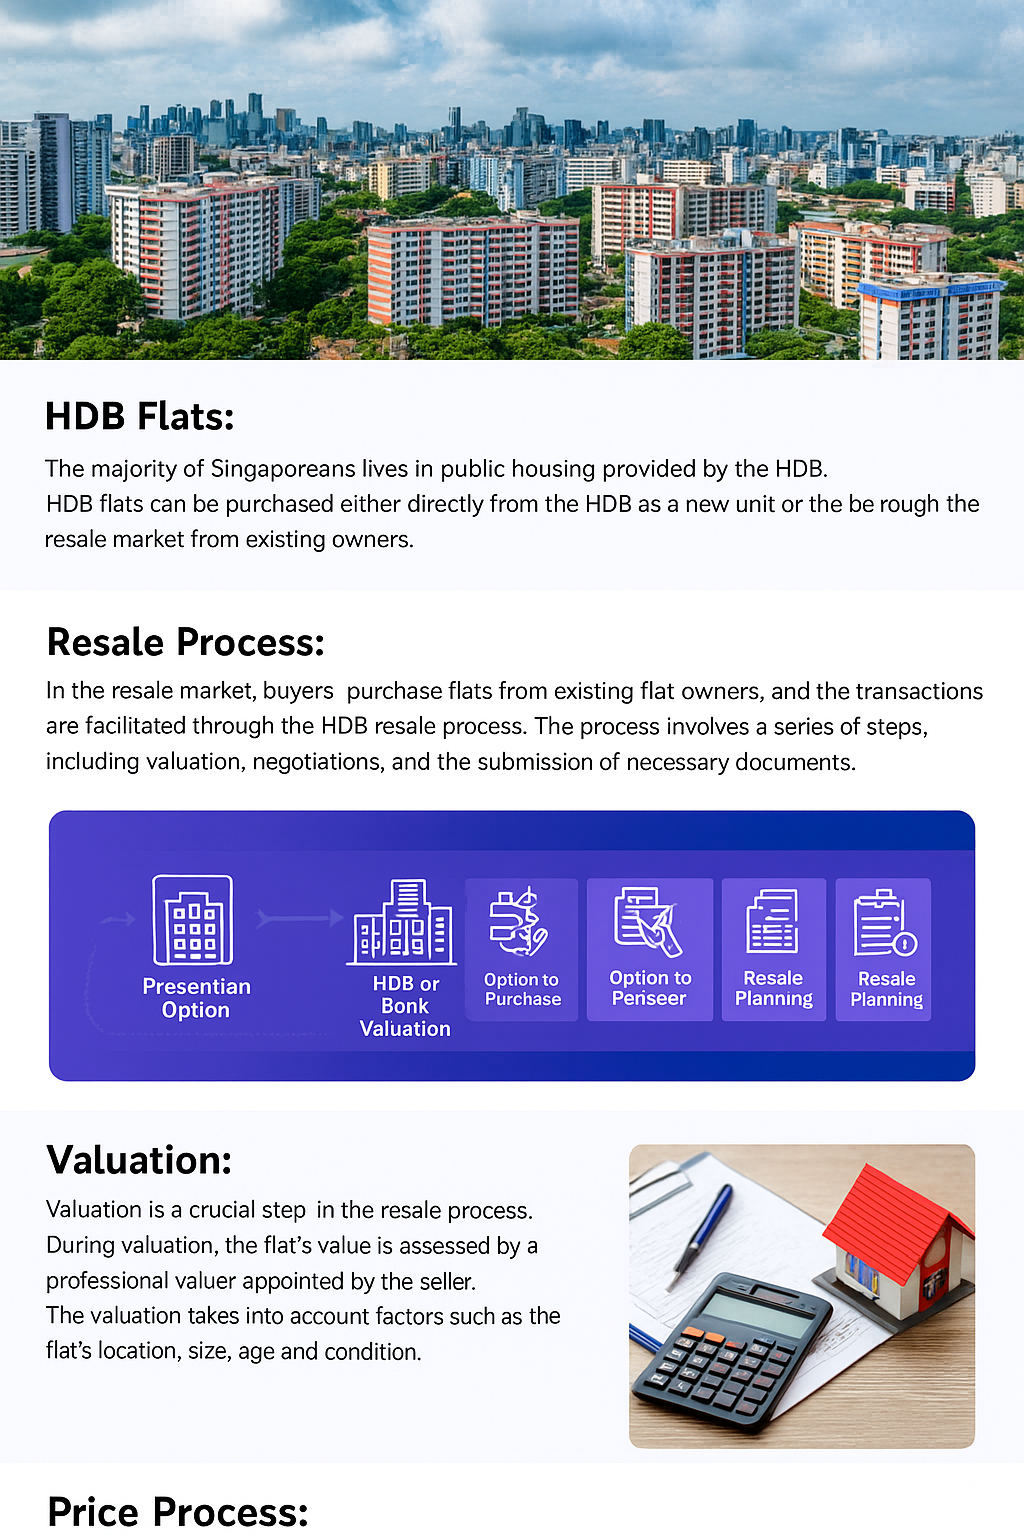 HDB Flats:
The majority of Singaporeans lives in public housing provided by the HDB.
HDB flats can be purchased either directly from the HDB as a new unit or the be rough the
resale market from existing owners.
Resale Process:
In the resale market, buyers purchase flats from existing flat owners, and the transactions
are facilitated through the HDB resale process. The process involves a series of steps,
including valuation, negotiations, and the submission of necessary documents.
Presentian
Option
HDB or
Bonk
Valuation
Option to
Purchase
Option to
Periseer
Resale
Planning
Resale
Planning
Valuation:
Valuation is a crucial step in the resale process.
During valuation, the flat's value is assessed by a
professional valuer appointed by the seller.
The valuation takes into account factors such as the
flat's location, size, age and condition.
Price Process: